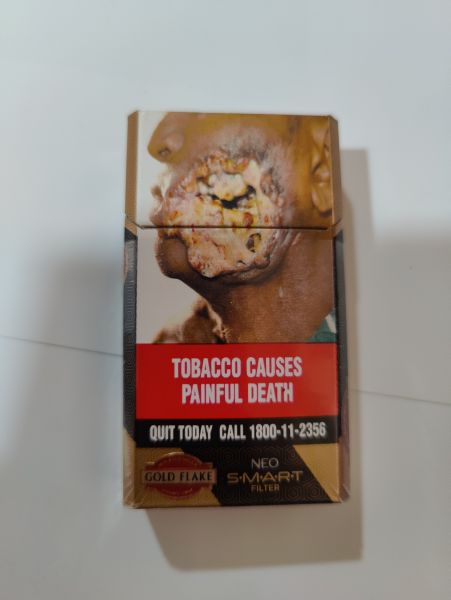 TOBACCO CAUSES
PAINFUL DEATH
QUIT TODAY CALL 1800-11-2356
GOLD FLAKE
NEO
S·M·A·R·T
FILTER